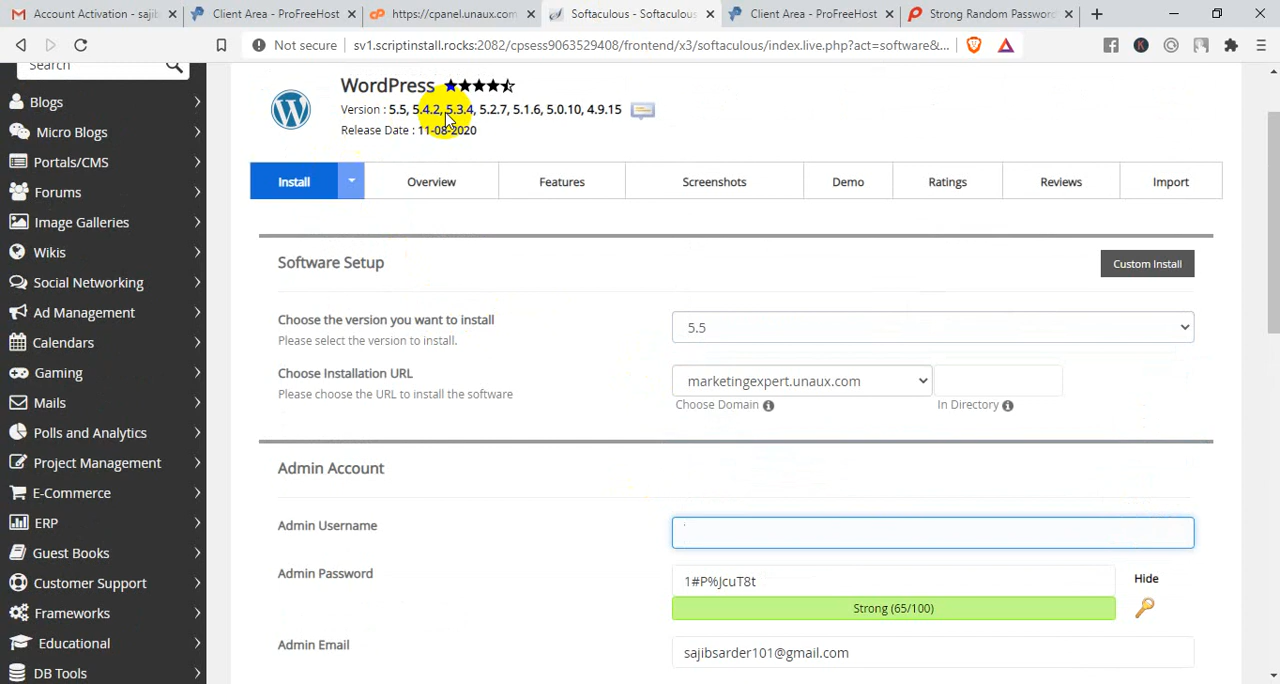 Account Activation - sajib
Client Area - ProFreeHost
https://cpanel.unaux.com
Softaculous - Softaculous
Client Area - ProFreeHost
Strong Random Password
Not secure
sv1.scriptinstall.rocks:2082/cpsess9063529408/frontend/x3/softaculous/index.live.php?act=software&...
Search
Blogs
Micro Blogs
Portals/CMS
Forums
Image Galleries
Wikis
Social Networking
Ad Management
Calendars
Gaming
Mails
Polls and Analytics
Project Management
E-Commerce
ERP
Guest Books
Customer Support
Frameworks
Educational
DB Tools
WordPress
Version : 5.5, 5.4.2, 5.3.4, 5.2.7, 5.1.6, 5.0.10, 4.9.15
Release Date : 11-08-2020
Install
Overview
Features
Screenshots
Demo
Ratings
Reviews
Import
Software Setup
Custom Install
Choose the version you want to install
Please select the version to install.
5.5
Choose Installation URL
Please choose the URL to install the software
marketingexpert.unaux.com
Choose Domain
In Directory
Admin Account
Admin Username
Admin Password
1#P%JcuT8t
Hide
Strong (65/100)
Admin Email
sajibsarder101@gmail.com